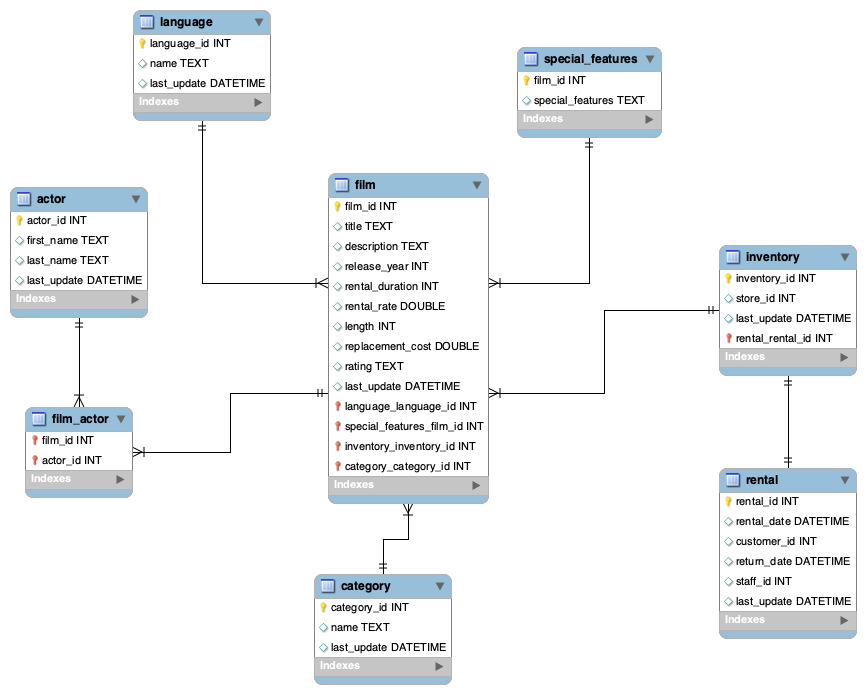 language
language_id INT
name TEXT
last_update DATETIME
Indexes
special_features
film_id INT
special_features TEXT
Indexes
actor
actor_id INT
first_name TEXT
last_name TEXT
last_update DATETIME
Indexes
film
film_id INT
title TEXT
description TEXT
release_year INT
rental_duration INT
rental_rate DOUBLE
length INT
replacement_cost DOUBLE
rating TEXT
last_update DATETIME
language_language_id INT
special_features_film_id INT
inventory_inventory_id INT
category_category_id INT
Indexes
inventory
inventory_id INT
store_id INT
last_update DATETIME
rental_rental_id INT
Indexes
film_actor
film_id INT
actor_id INT
Indexes
rental
rental_id INT
rental_date DATETIME
customer_id INT
return_date DATETIME
staff_id INT
last_update DATETIME
Indexes
category
category_id INT
name TEXT
last_update DATETIME
Indexes